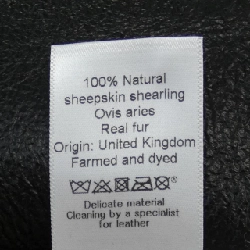 100% Natural
sheepskin shearling
Ovis aries
Real fur
Origin: United Kingdom
Farmed and dyed
Delicate material
Cleaning by a specialist
for leather